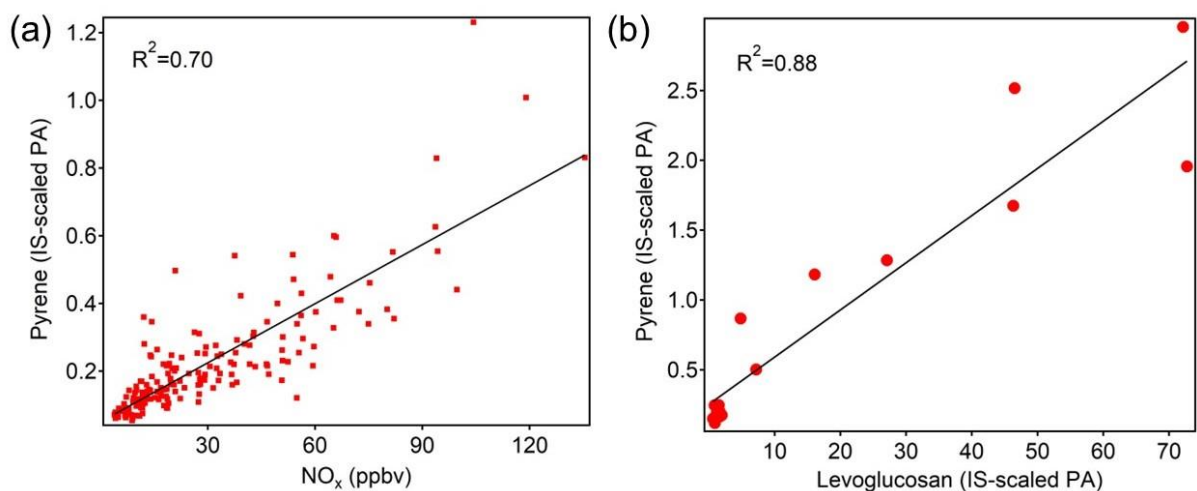 (a)
R²=0.70
1.2
1.0
0.8
0.6
0.4
0.2
Pyrene (IS-scaled PA)
30
60
90
120
NOₓ (ppbv)
(b)
R²=0.88
2.5
2.0
1.5
1.0
0.5
Pyrene (IS-scaled PA)
10
20
30
40
50
60
70
Levoglucosan (IS-scaled PA)